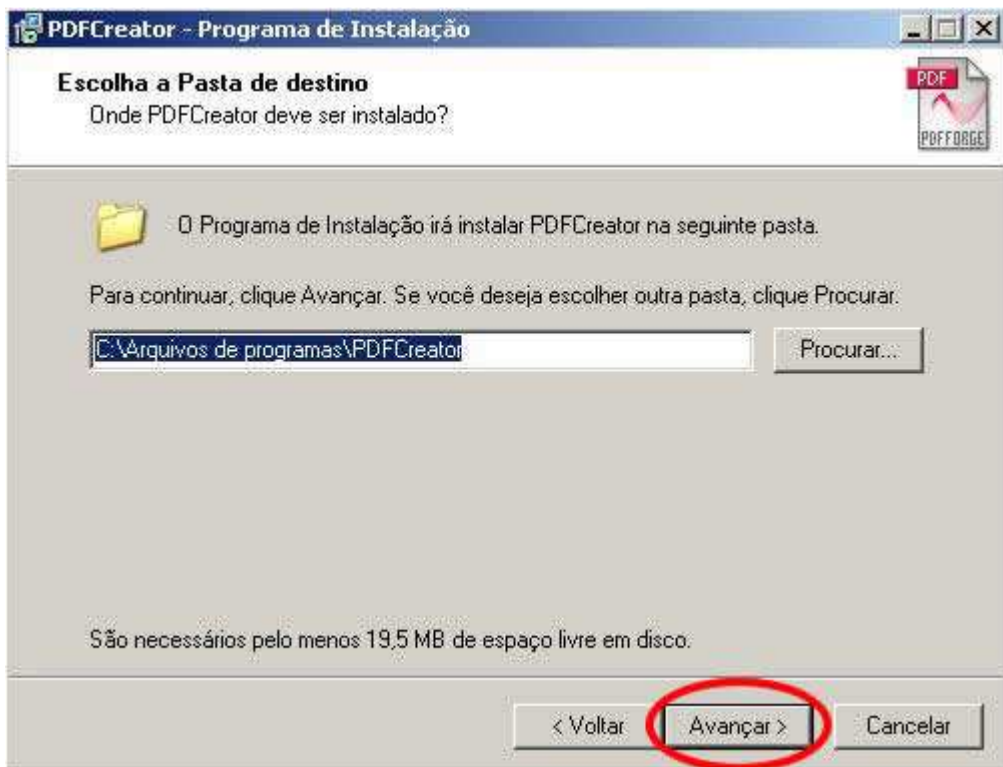 PDFCreator - Programa de Instalação
Escolha a Pasta de destino
Onde PDFCreator deve ser instalado?
PDF
PDFFORGE
O Programa de Instalação irá instalar PDFCreator na seguinte pasta.
Para continuar, clique Avançar. Se você deseja escolher outra pasta, clique Procurar.
C:\Arquivos de programas\PDFCreator
Procurar...
São necessários pelo menos 19,5 MB de espaço livre em disco.
< Voltar
Avançar >
Cancelar